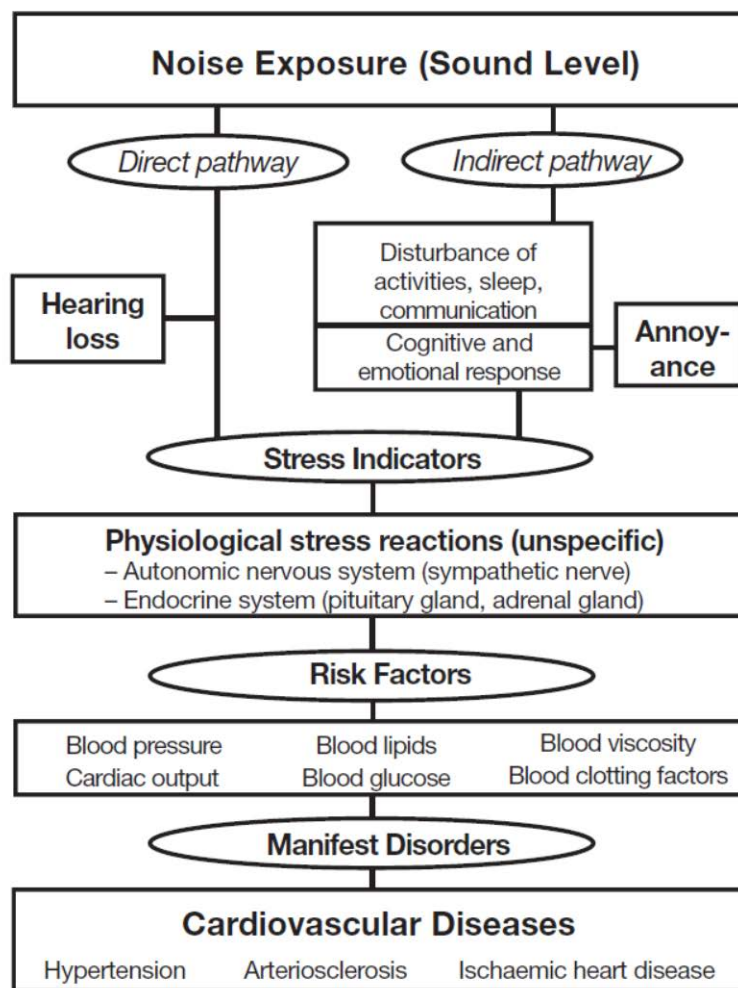 Noise Exposure (Sound Level)
Direct pathway
Indirect pathway
Disturbance of
activities, sleep,
communication
Hearing
loss
Cognitive and
emotional response
Annoy-
ance
Stress Indicators
Physiological stress reactions (unspecific)
– Autonomic nervous system (sympathetic nerve)
– Endocrine system (pituitary gland, adrenal gland)
Risk Factors
Blood pressure Blood lipids Blood viscosity
Cardiac output Blood glucose Blood clotting factors
Manifest Disorders
Cardiovascular Diseases
Hypertension Arteriosclerosis Ischaemic heart disease